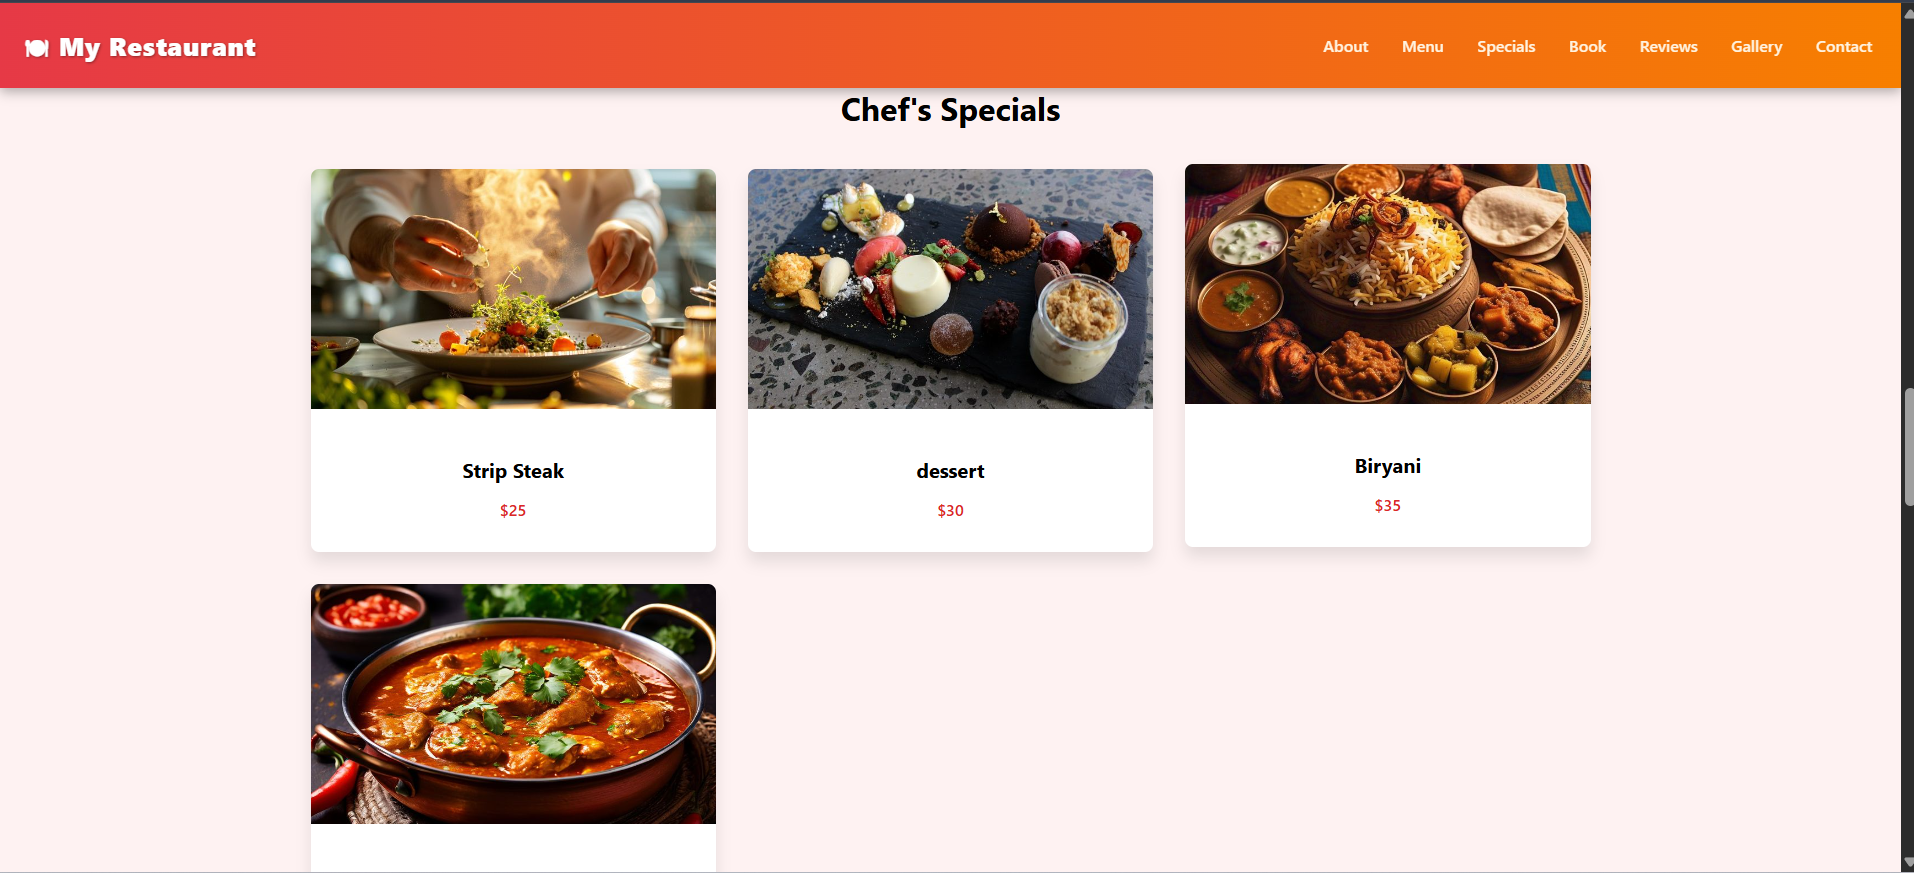 My Restaurant
About Menu Specials Book Reviews Gallery Contact
Chef's Specials
Strip Steak
$25
dessert
$30
Biryani
$35